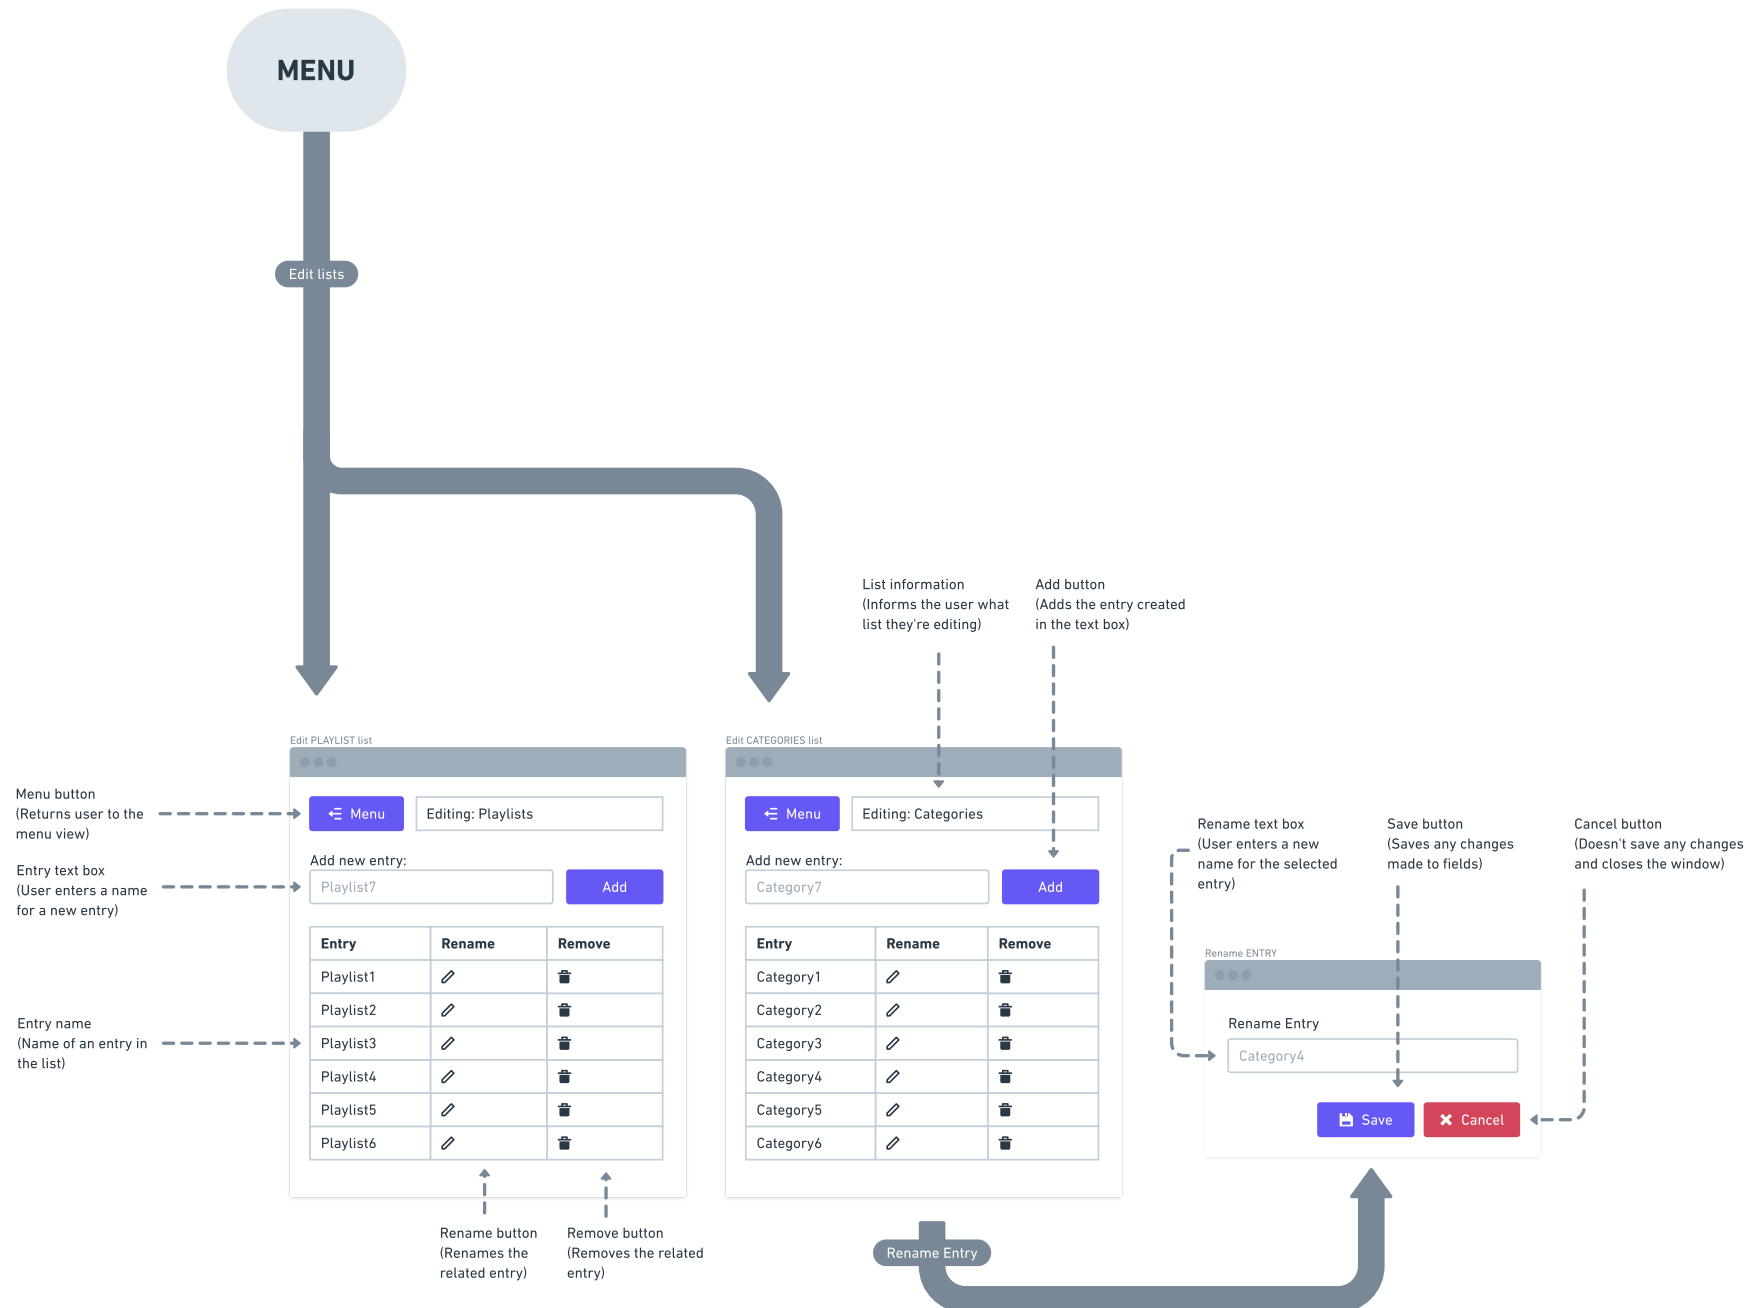 MENU
Edit lists
List information
(Informs the user what
list they're editing)
Add button
(Adds the entry created
in the text box)
Edit PLAYLIST list
Menu button
(Returns user to the
menu view)
Menu
Editing: Playlists
Entry text box
(User enters a name
for a new entry)
Add new entry:
Playlist7
Add
Entry Rename Remove
Playlist1
Playlist2
Playlist3
Playlist4
Playlist5
Playlist6
Entry name
(Name of an entry in
the list)
Rename button
(Renames the
related entry)
Remove button
(Removes the related
entry)
Edit CATEGORIES list
Menu
Editing: Categories
Add new entry:
Category7
Add
Entry Rename Remove
Category1
Category2
Category3
Category4
Category5
Category6
Rename Entry
Rename text box
(User enters a new
name for the selected
entry)
Save button
(Saves any changes
made to fields)
Cancel button
(Doesn't save any changes
and closes the window)
Rename ENTRY
Rename Entry
Category4
Save
Cancel